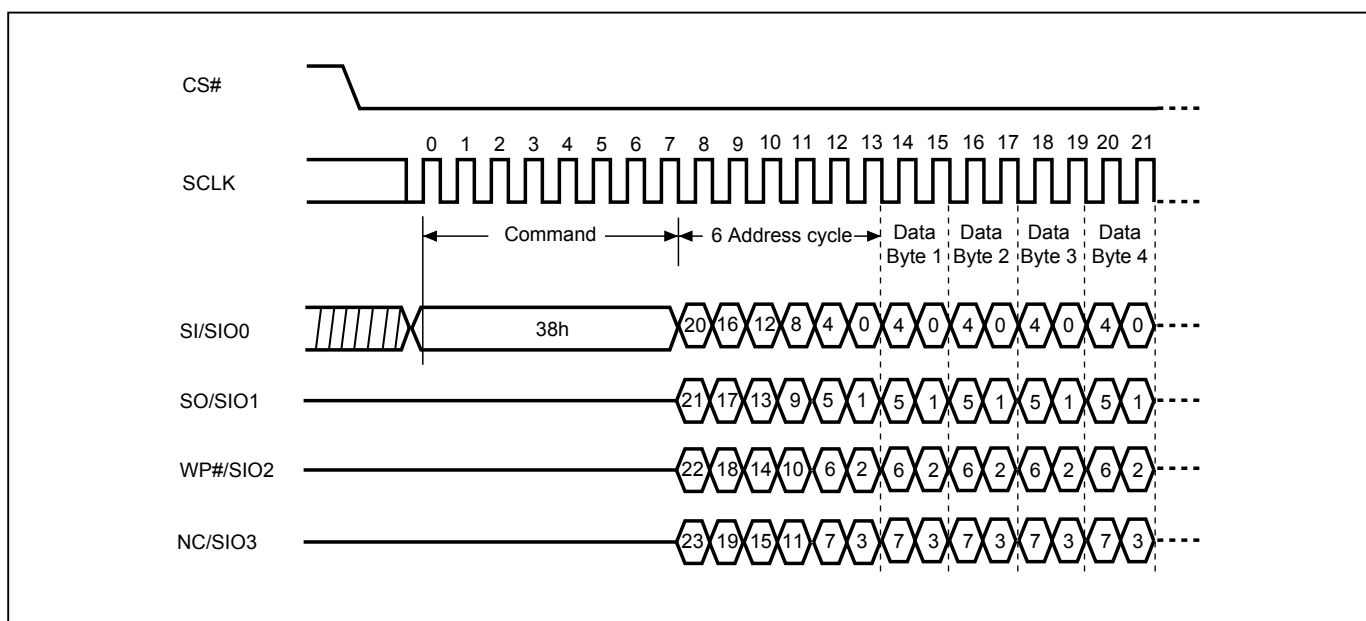 CS#
0 1 2 3 4 5 6 7 8 9 10 11 12 13 14 15 16 17 18 19 20 21
SCLK
Command 6 Address cycle Data Byte 1 Data Byte 2 Data Byte 3 Data Byte 4
SI/SIO0 38h 20 16 12 8 4 0 4 0 4 0 4 0 4 0
SO/SIO1 21 17 13 9 5 1 5 1 5 1 5 1 5 1
WP#/SIO2 22 18 14 10 6 2 6 2 6 2 6 2 6 2
NC/SIO3 23 19 15 11 7 3 7 3 7 3 7 3 7 3